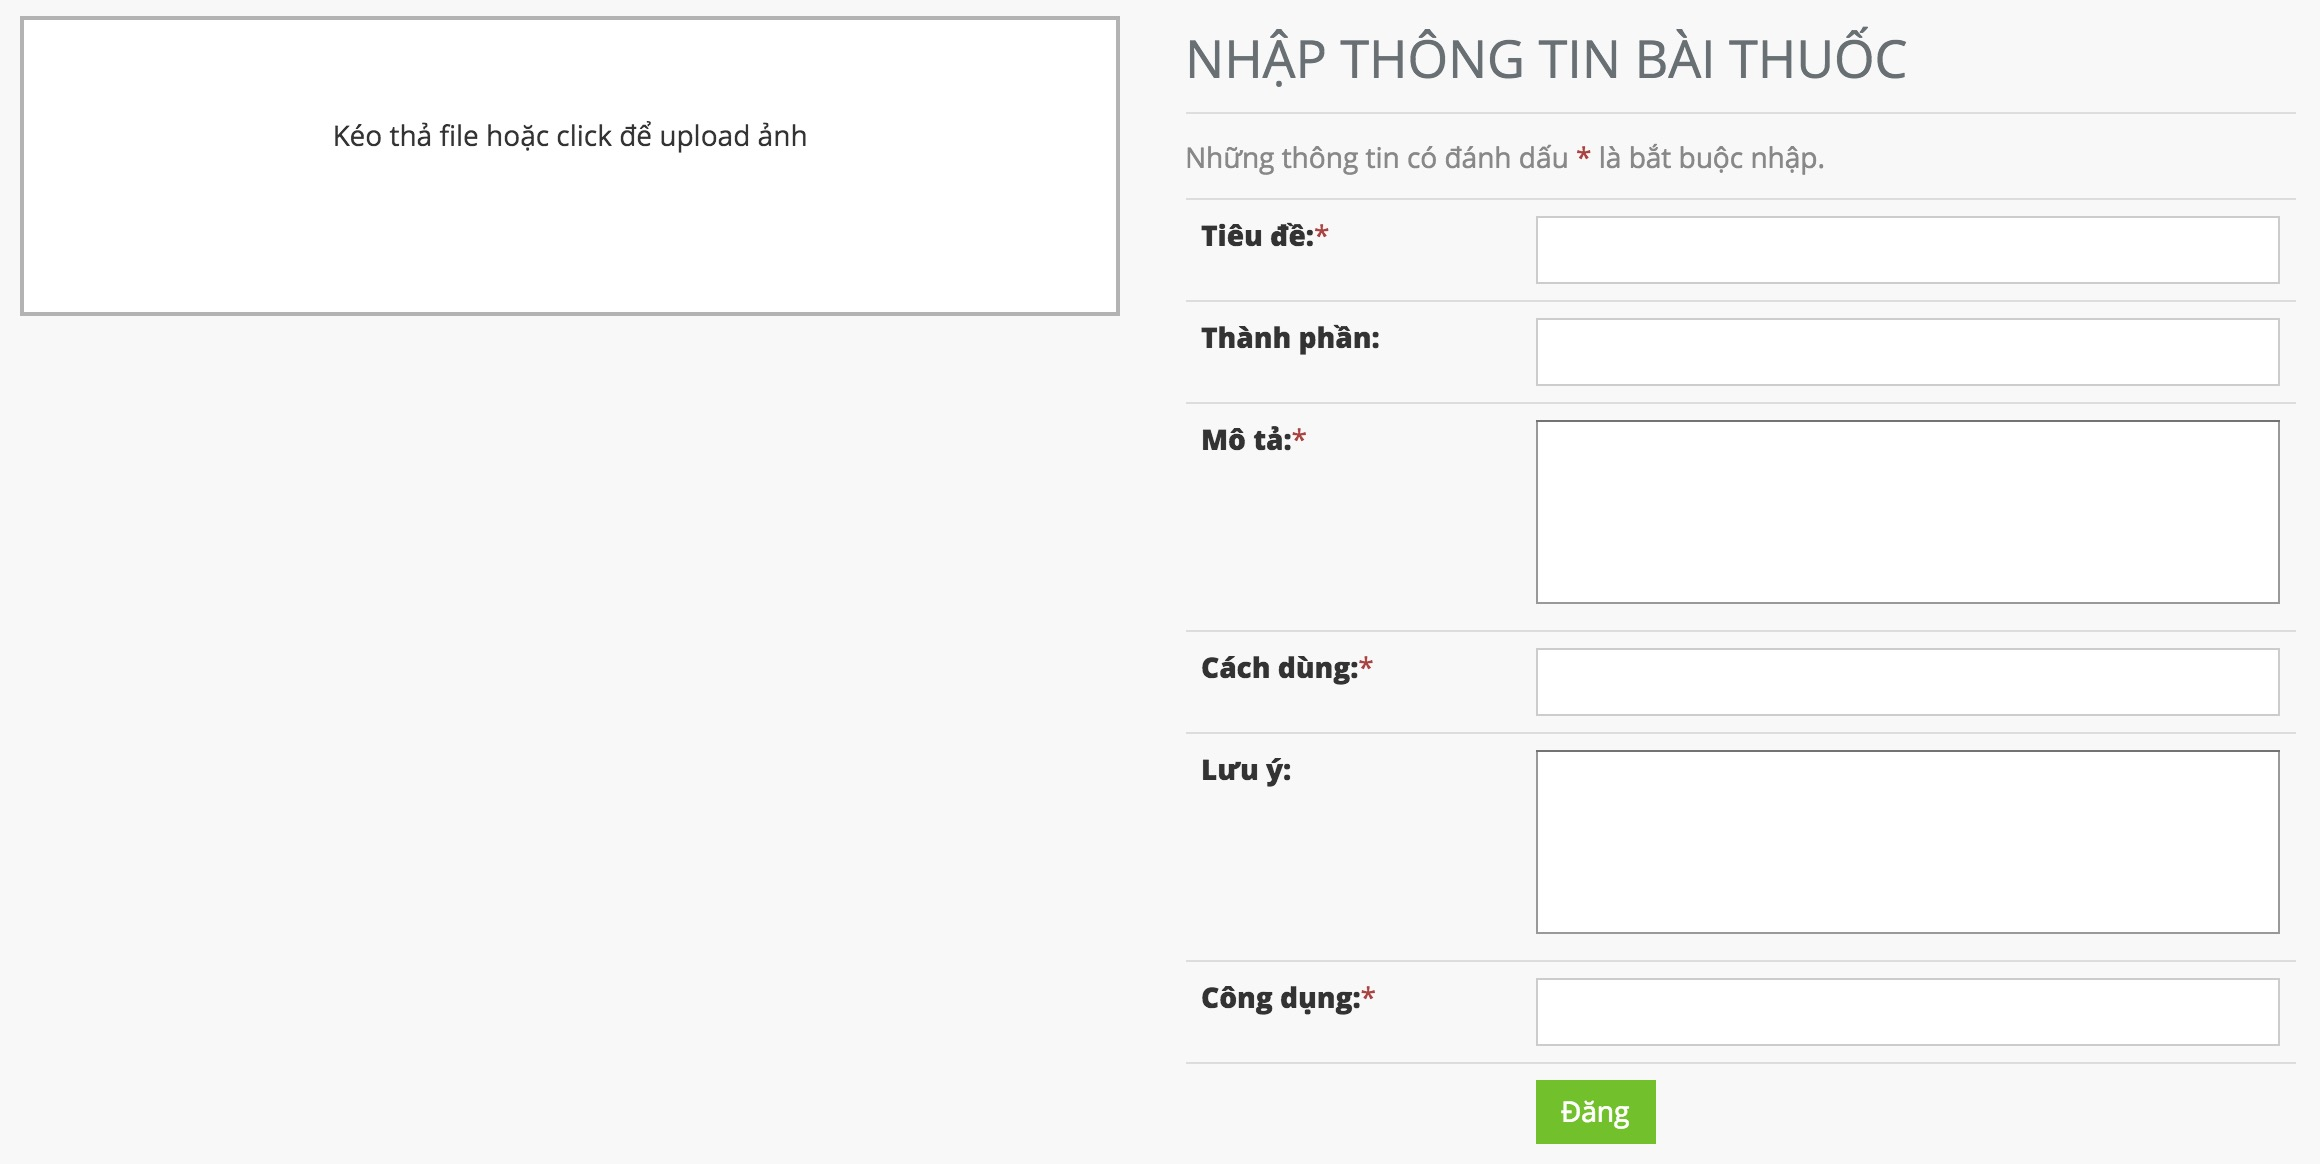 Kéo thả file hoặc click để upload ảnh
NHẬP THÔNG TIN BÀI THUỐC
Những thông tin có đánh dấu * là bắt buộc nhập.
Tiêu đề:*
Thành phần:
Mô tả:*
Cách dùng:*
Lưu ý:
Công dụng:*
Đăng